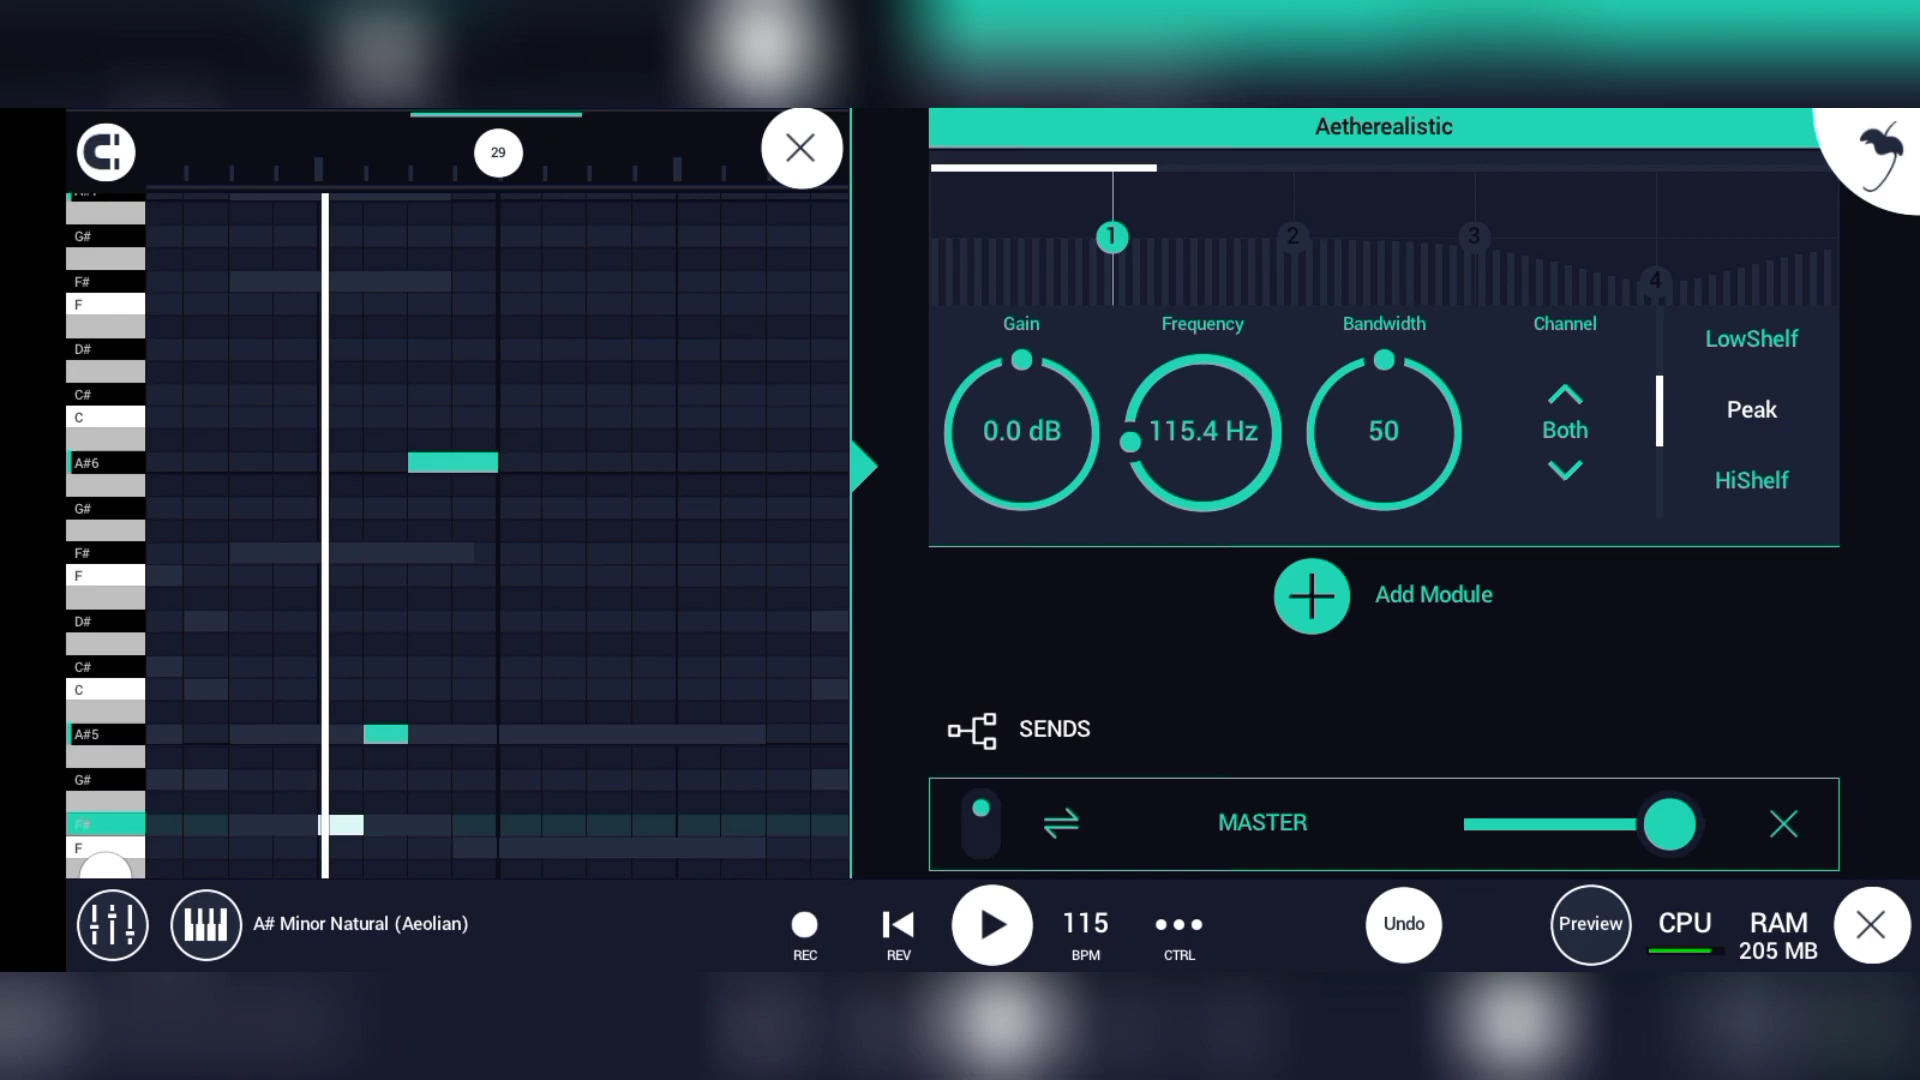 29
Aetherealistic
G#
F#
F
D#
C#
C
A#6
G#
F#
F
D#
C#
C
A#5
G#
F#
F
1
2
3
4
Gain
Frequency
Bandwidth
Channel
0.0 dB
115.4 Hz
50
Both
LowShelf
Peak
HiShelf
Add Module
SENDS
MASTER
A# Minor Natural (Aeolian)
REC
REV
115
BPM
CTRL
Undo
Preview
CPU
RAM
205 MB